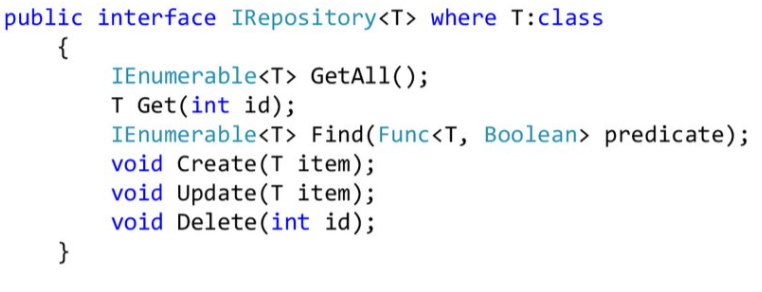 public interface IRepository<T> where T:class
{
IEnumerable<T> GetAll();
T Get(int id);
IEnumerable<T> Find(Func<T, Boolean> predicate);
void Create(T item);
void Update(T item);
void Delete(int id);
}